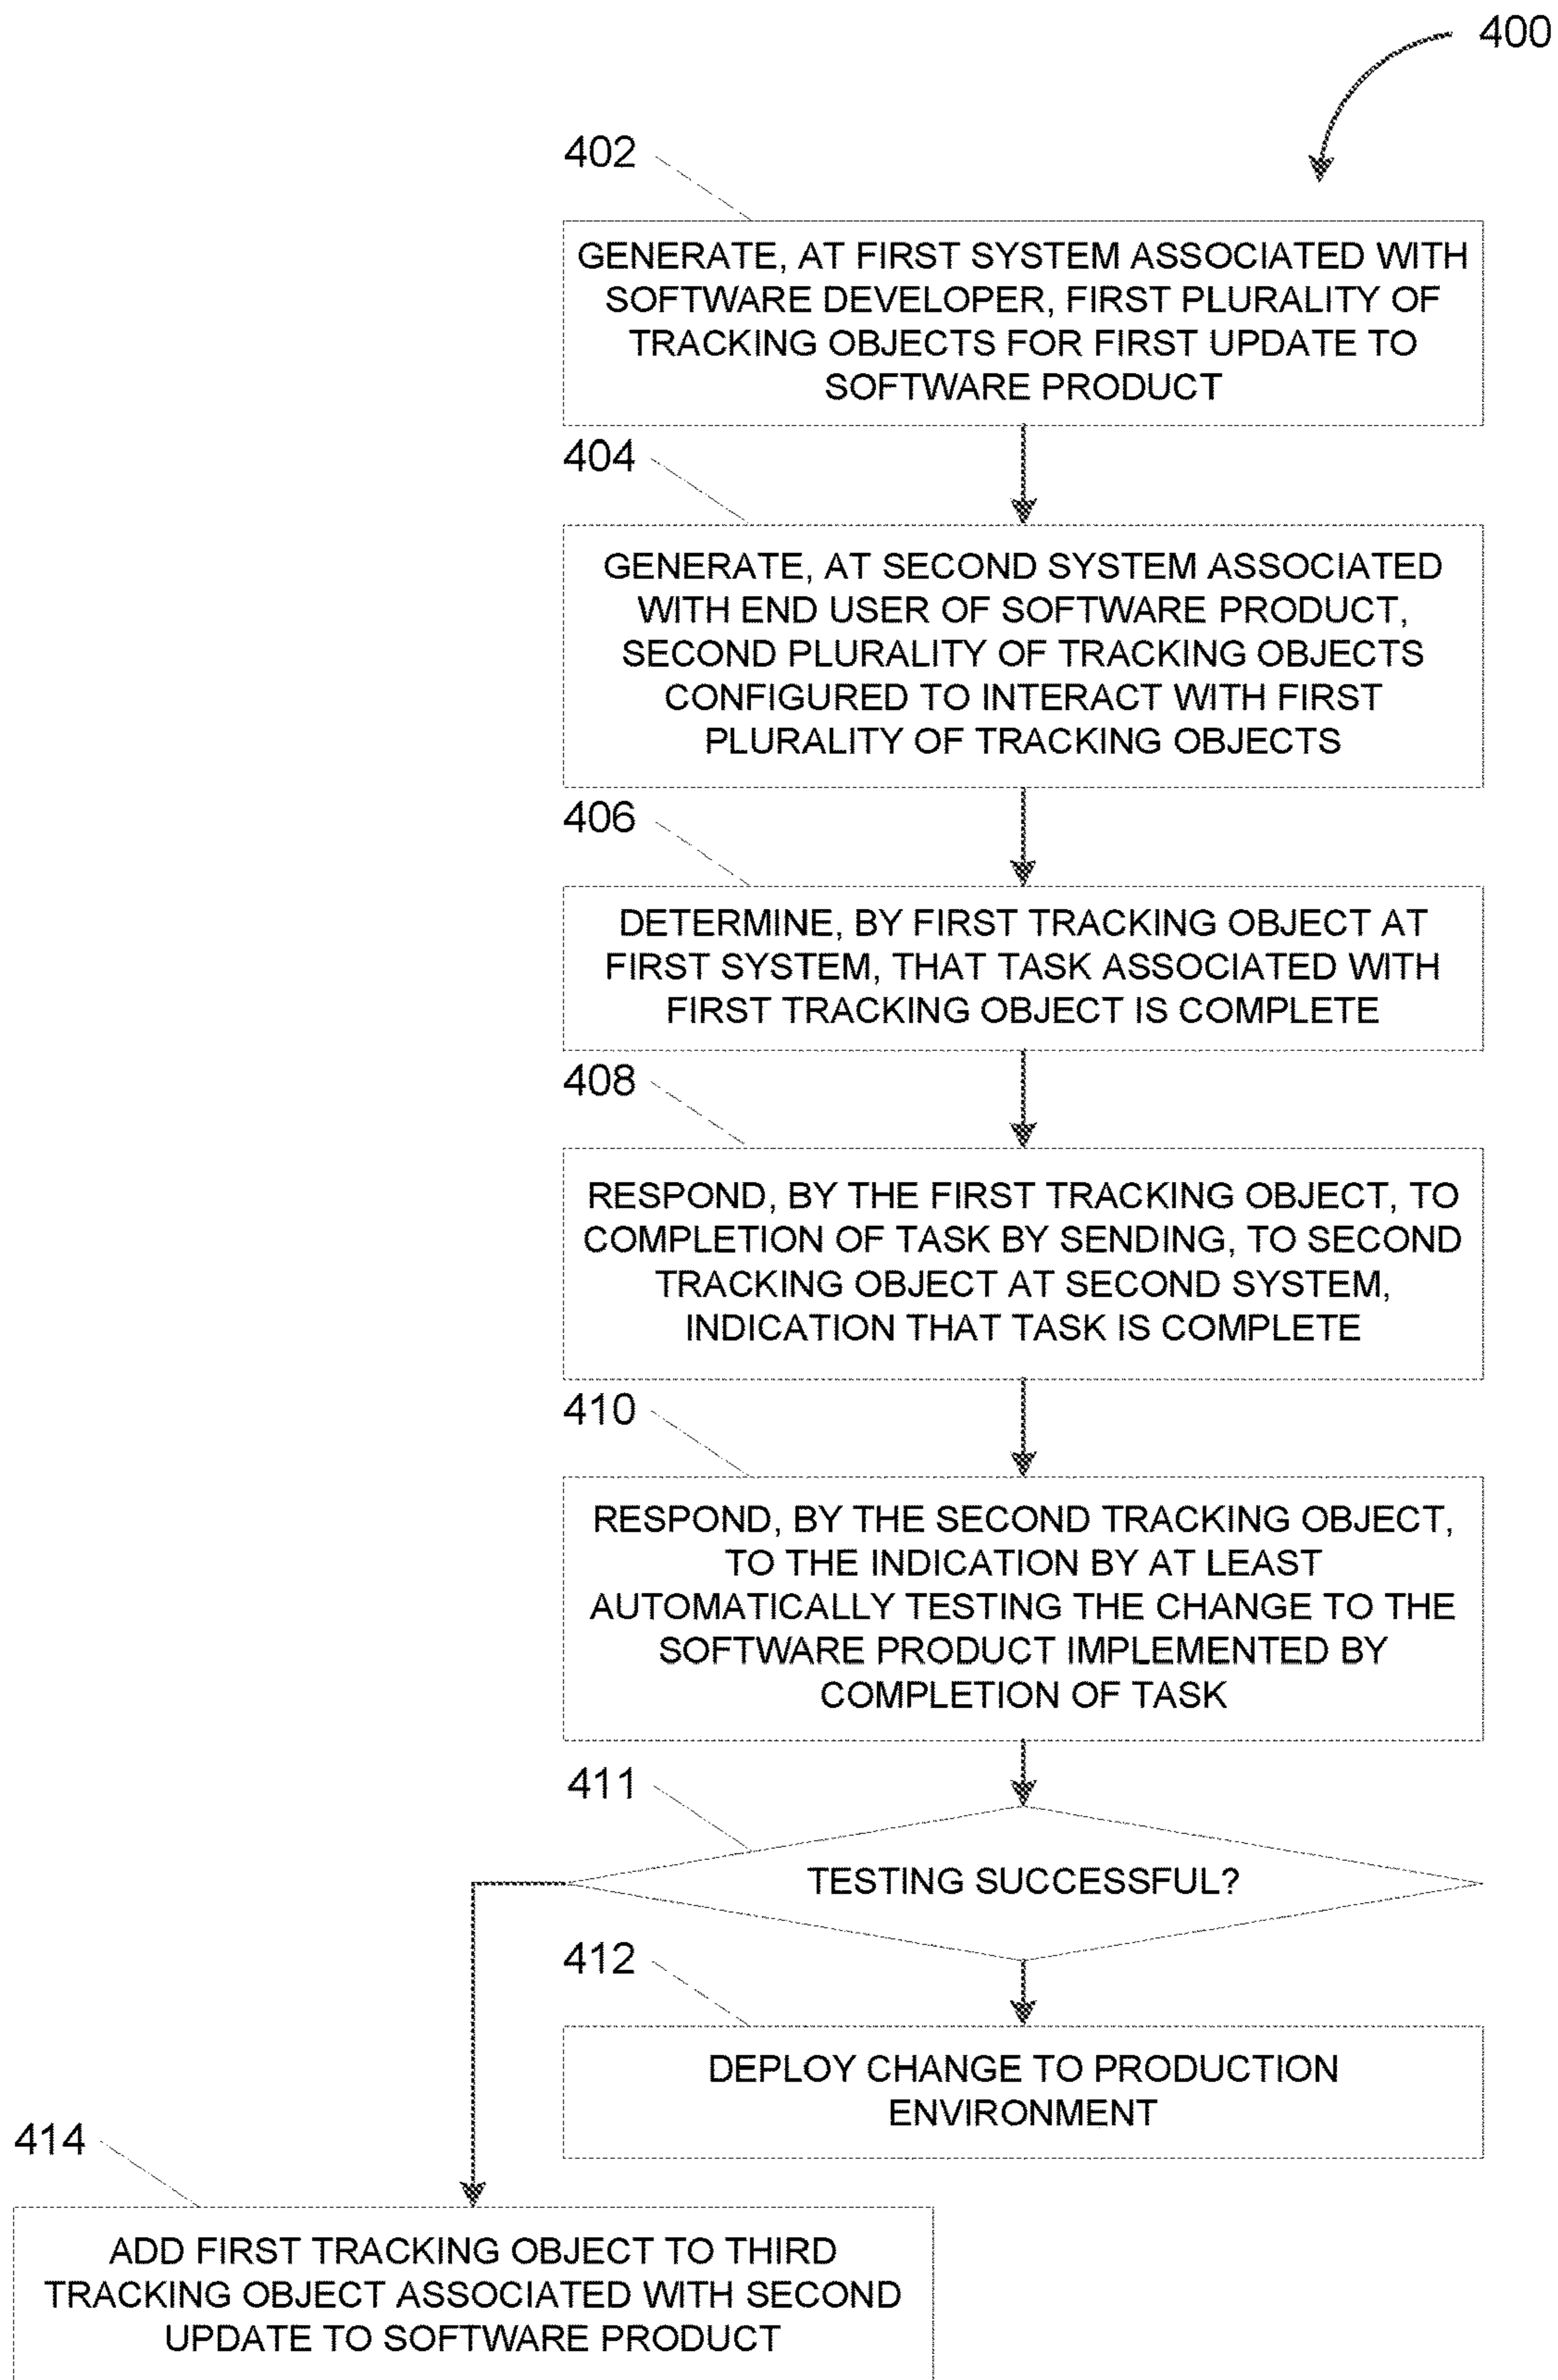 400
402
GENERATE, AT FIRST SYSTEM ASSOCIATED WITH
SOFTWARE DEVELOPER, FIRST PLURALITY OF
TRACKING OBJECTS FOR FIRST UPDATE TO
SOFTWARE PRODUCT
404
GENERATE, AT SECOND SYSTEM ASSOCIATED
WITH END USER OF SOFTWARE PRODUCT,
SECOND PLURALITY OF TRACKING OBJECTS
CONFIGURED TO INTERACT WITH FIRST
PLURALITY OF TRACKING OBJECTS
406
DETERMINE, BY FIRST TRACKING OBJECT AT
FIRST SYSTEM, THAT TASK ASSOCIATED WITH
FIRST TRACKING OBJECT IS COMPLETE
408
RESPOND, BY THE FIRST TRACKING OBJECT, TO
COMPLETION OF TASK BY SENDING, TO SECOND
TRACKING OBJECT AT SECOND SYSTEM,
INDICATION THAT TASK IS COMPLETE
410
RESPOND, BY THE SECOND TRACKING OBJECT,
TO THE INDICATION BY AT LEAST
AUTOMATICALLY TESTING THE CHANGE TO THE
SOFTWARE PRODUCT IMPLEMENTED BY
COMPLETION OF TASK
411
TESTING SUCCESSFUL?
412
DEPLOY CHANGE TO PRODUCTION
ENVIRONMENT
414
ADD FIRST TRACKING OBJECT TO THIRD
TRACKING OBJECT ASSOCIATED WITH SECOND
UPDATE TO SOFTWARE PRODUCT